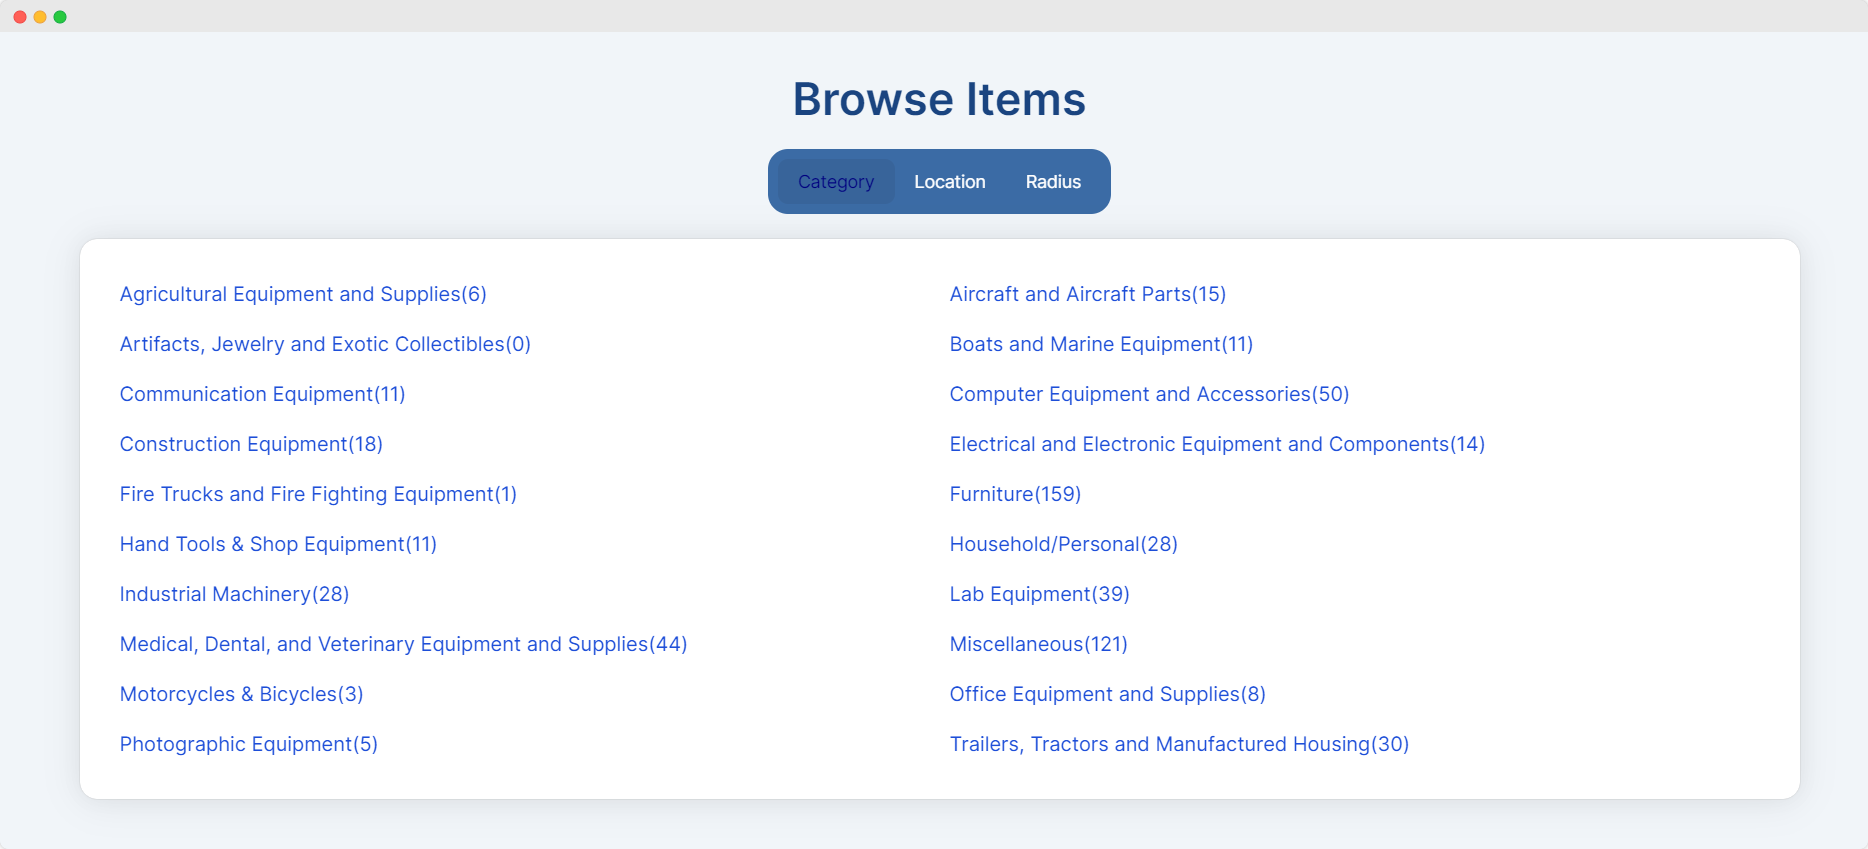 Browse Items
Category Location Radius
Agricultural Equipment and Supplies(6)
Aircraft and Aircraft Parts(15)
Artifacts, Jewelry and Exotic Collectibles(0)
Boats and Marine Equipment(11)
Communication Equipment(11)
Computer Equipment and Accessories(50)
Construction Equipment(18)
Electrical and Electronic Equipment and Components(14)
Fire Trucks and Fire Fighting Equipment(1)
Furniture(159)
Hand Tools & Shop Equipment(11)
Household/Personal(28)
Industrial Machinery(28)
Lab Equipment(39)
Medical, Dental, and Veterinary Equipment and Supplies(44)
Miscellaneous(121)
Motorcycles & Bicycles(3)
Office Equipment and Supplies(8)
Photographic Equipment(5)
Trailers, Tractors and Manufactured Housing(30)